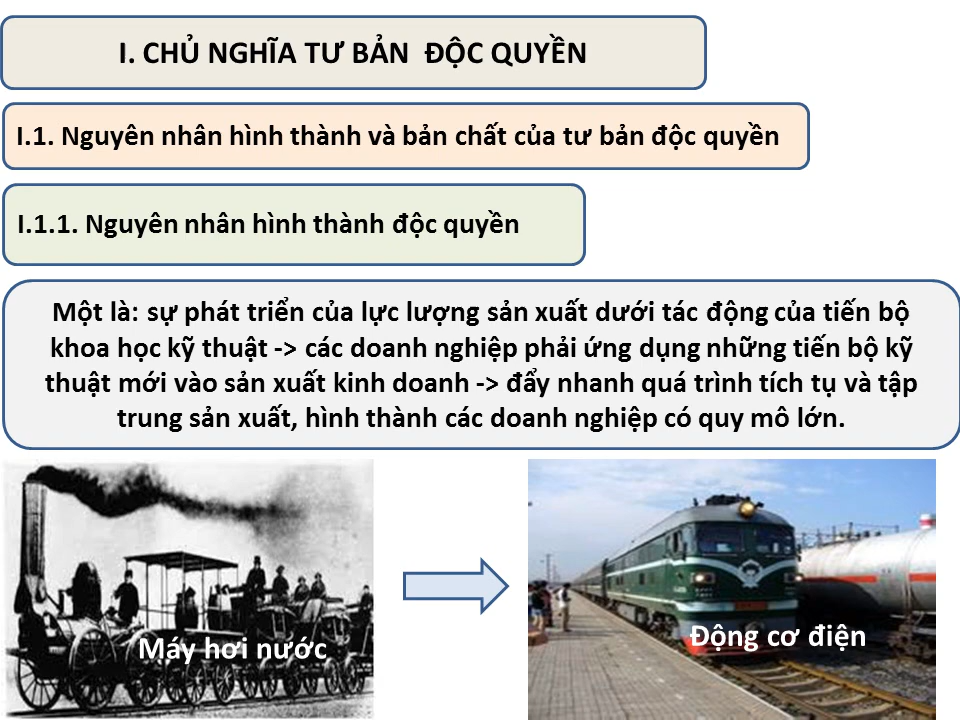 I. CHỦ NGHĨA TƯ BẢN ĐỘC QUYỀN
I.1. Nguyên nhân hình thành và bản chất của tư bản độc quyền
I.1.1. Nguyên nhân hình thành độc quyền
Một là: sự phát triển của lực lượng sản xuất dưới tác động của tiến bộ
khoa học kỹ thuật -> các doanh nghiệp phải ứng dụng những tiến bộ kỹ
thuật mới vào sản xuất kinh doanh -> đẩy nhanh quá trình tích tụ và tập
trung sản xuất, hình thành các doanh nghiệp có quy mô lớn.
Máy hơi nước
Động cơ điện